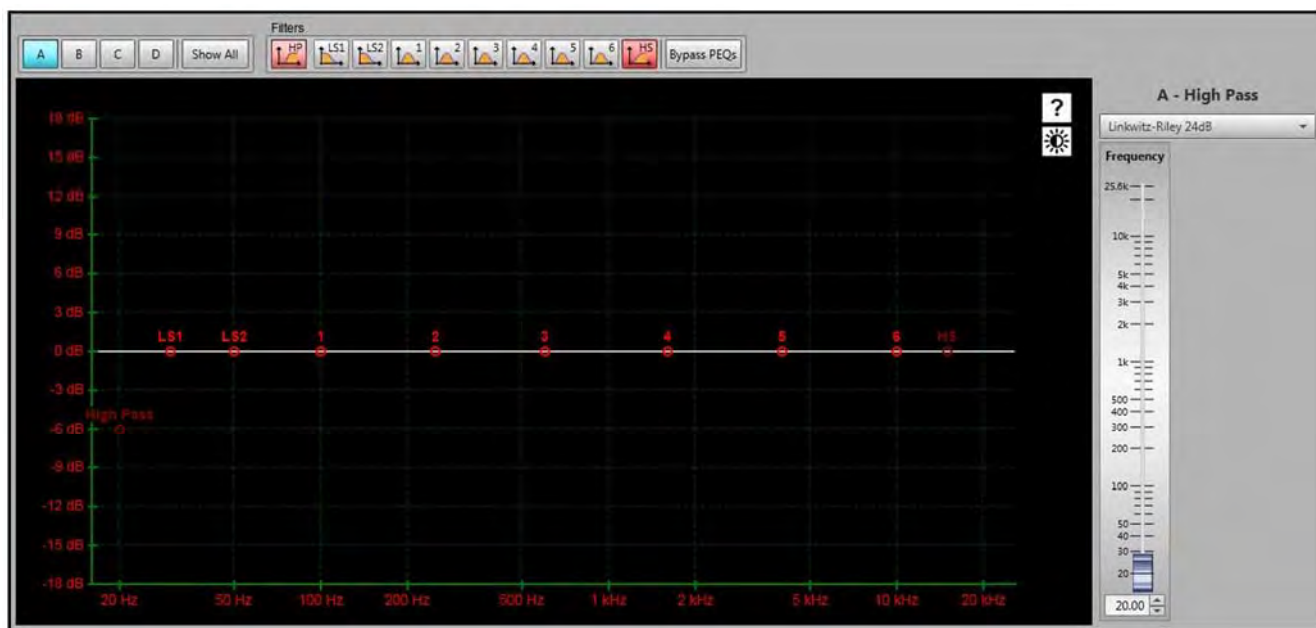 Filters
A B C D Show All HP LS1 LS2 1 2 3 4 5 6 HS Bypass PEQs
A - High Pass
Linkwitz-Riley 24dB
Frequency
?
18 dB
15 dB
12 dB
9 dB
6 dB
3 dB
0 dB
-3 dB
-6 dB
-9 dB
-12 dB
-15 dB
-18 dB
LS1 LS2 1 2 3 4 5 6 HS
High Pass
20 Hz 50 Hz 100 Hz 200 Hz 500 Hz 1 kHz 2 kHz 5 kHz 10 kHz 20 kHz
25.6k
10k
5k
4k
3k
2k
1k
500
400
300
200
100
50
40
30
20
20.00